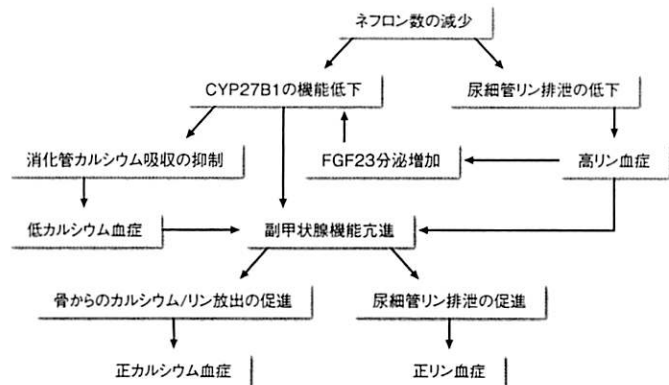 ネフロン数の減少
CYP27B1の機能低下
尿細管リン排泄の低下
消化管カルシウム吸収の抑制
FGF23分泌増加
高リン血症
低カルシウム血症
副甲状腺機能亢進
骨からのカルシウム/リン放出の促進
尿細管リン排泄の促進
正カルシウム血症
正リン血症